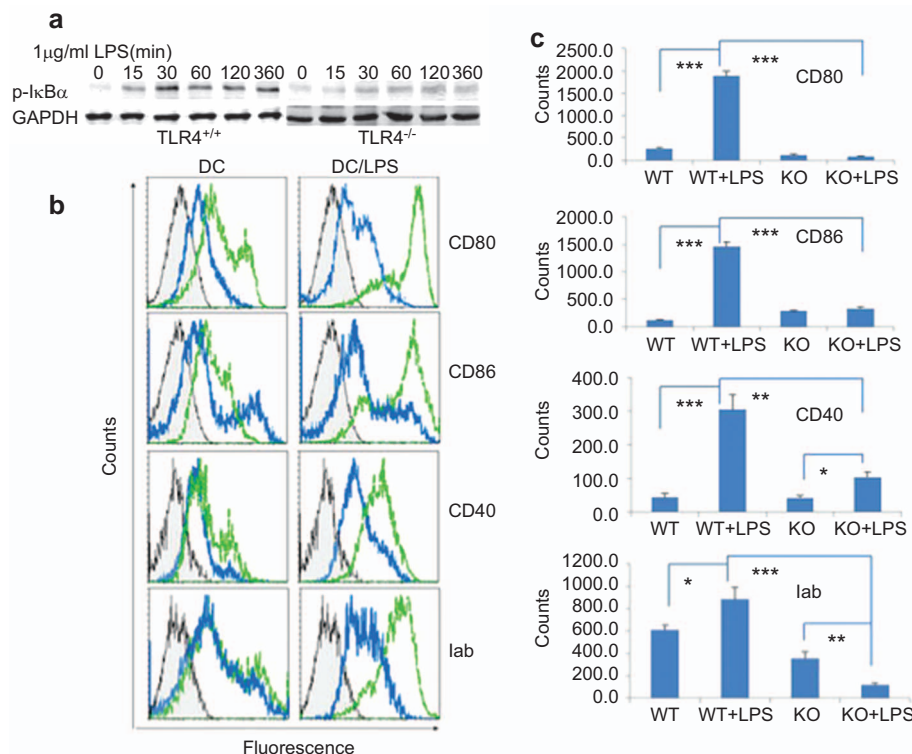 a
1μg/ml LPS(min)
0 15 30 60 120 360 0 15 30 60 120 360
p-IκBα
GAPDH
TLR4+/+ TLR4-/-
b
DC DC/LPS
CD80
CD86
CD40
Iab
Counts
Fluorescence
c
2500.0
2000.0
1500.0
1000.0
500.0
0.0
Counts
*** ***
CD80
WT WT+LPS KO KO+LPS
2000.0
1500.0
1000.0
500.0
0.0
Counts
*** ***
CD86
WT WT+LPS KO KO+LPS
400.0
300.0
200.0
100.0
0.0
Counts
*** **
CD40
*
WT WT+LPS KO KO+LPS
1200.0
1000.0
800.0
600.0
400.0
200.0
0.0
Counts
* ***
Iab
**
WT WT+LPS KO KO+LPS